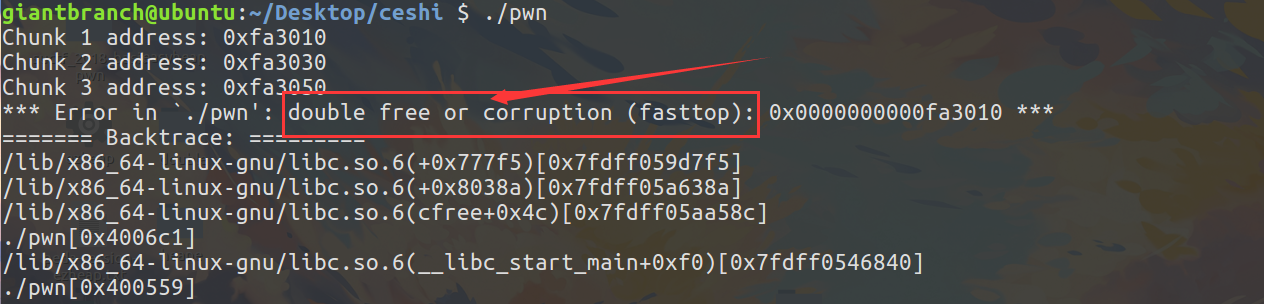 giantbranch@ubuntu:~/Desktop/ceshi $ ./pwn
Chunk 1 address: 0xfa3010
Chunk 2 address: 0xfa3030
Chunk 3 address: 0xfa3050
*** Error in `./pwn': double free or corruption (fasttop): 0x0000000000fa3010 ***
======= Backtrace: =========
/lib/x86_64-linux-gnu/libc.so.6(+0x777f5)[0x7fdff059d7f5]
/lib/x86_64-linux-gnu/libc.so.6(+0x8038a)[0x7fdff05a638a]
/lib/x86_64-linux-gnu/libc.so.6(cfree+0x4c)[0x7fdff05aa58c]
./pwn[0x4006c1]
/lib/x86_64-linux-gnu/libc.so.6(__libc_start_main+0xf0)[0x7fdff0546840]
./pwn[0x400559]